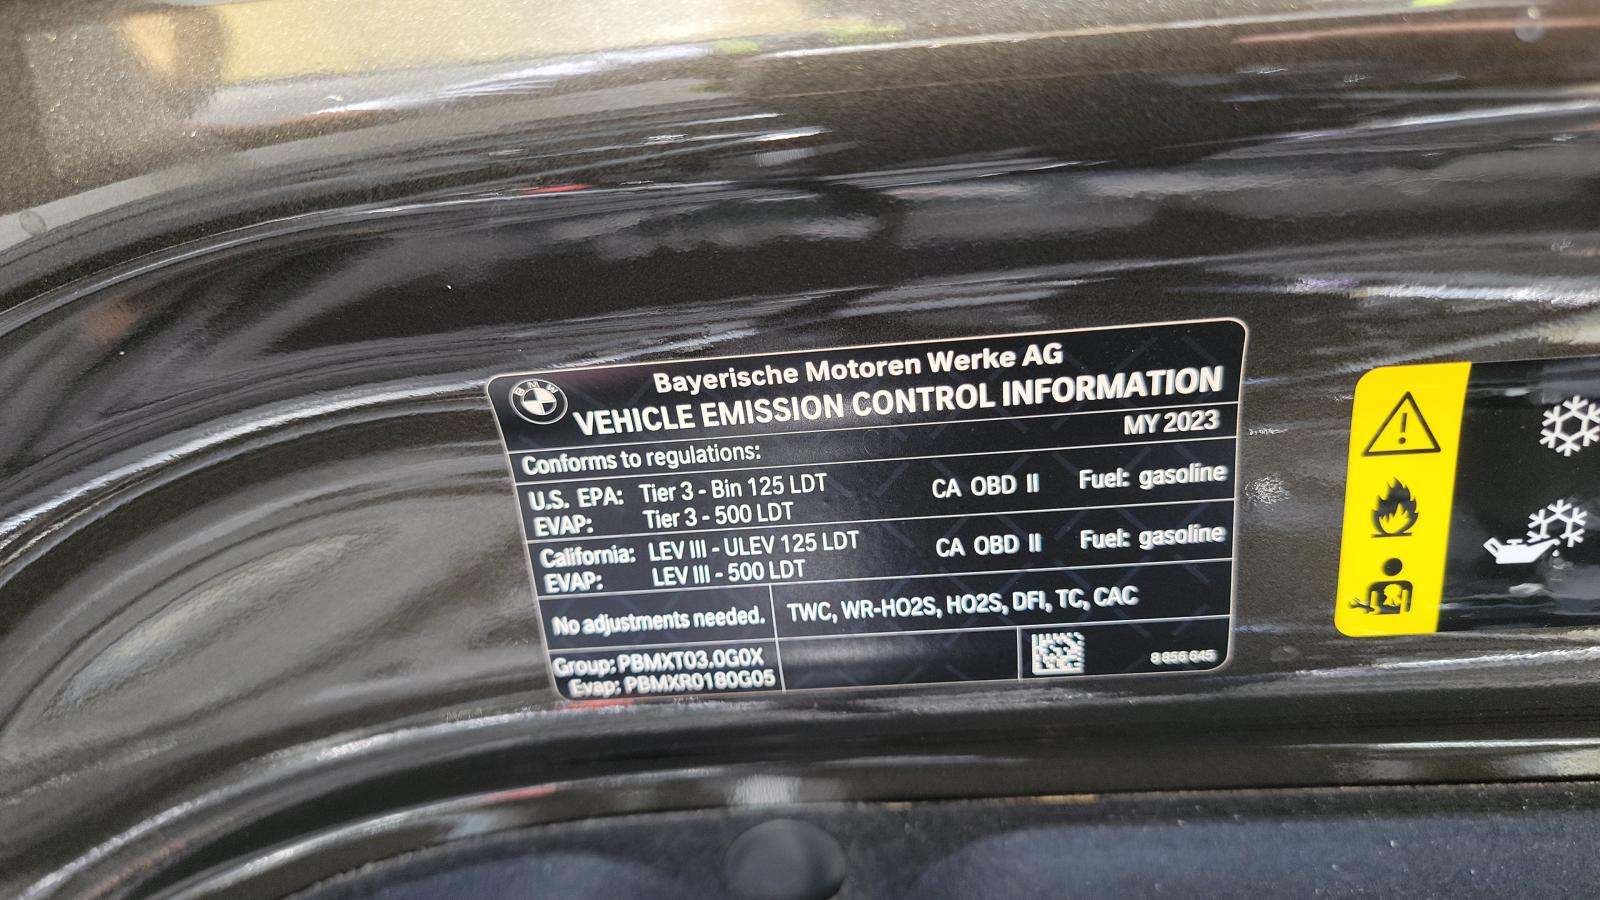 BMW
Bayerische Motoren Werke AG
VEHICLE EMISSION CONTROL INFORMATION
MY 2023
Conforms to regulations:
U.S. EPA: Tier 3 - Bin 125 LDT CA OBD II Fuel: gasoline
EVAP: Tier 3 - 500 LDT
California: LEV III - ULEV 125 LDT CA OBD II Fuel: gasoline
EVAP: LEV III - 500 LDT
No adjustments needed. TWC, WR-HO2S, HO2S, DFI, TC, CAC
Group: PBMXT03.0G0X
Evap: PBMXR0180G05
8 856 645